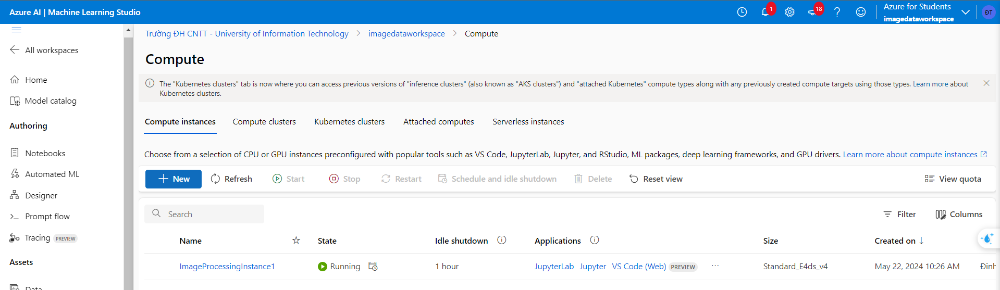 Azure AI | Machine Learning Studio
1
18
Azure for Students
imagedataworkspace
ĐT
All workspaces
Home
Model catalog
Authoring
Notebooks
Automated ML
Designer
Prompt flow
Tracing PREVIEW
Assets
Data
Trường ĐH CNTT - University of Information Technology > imagedataworkspace > Compute
Compute
The "Kubernetes clusters" tab is now where you can access previous versions of "inference clusters" (also known as "AKS clusters") and "attached Kubernetes" compute types along with any previously created compute targets using those types. Learn more about
Kubernetes clusters.
Compute instances Compute clusters Kubernetes clusters Attached computes Serverless instances
Choose from a selection of CPU or GPU instances preconfigured with popular tools such as VS Code, JupyterLab, Jupyter, and RStudio, ML packages, deep learning frameworks, and GPU drivers. Learn more about compute instances
New Refresh Start Stop Restart Schedule and idle shutdown Delete Reset view View quota
Search Filter Columns
Name State Idle shutdown Applications Size Created on
ImageProcessingInstance1 Running 1 hour JupyterLab Jupyter VS Code (Web) PREVIEW ... Standard_E4ds_v4 May 22, 2024 10:26 AM Đinh